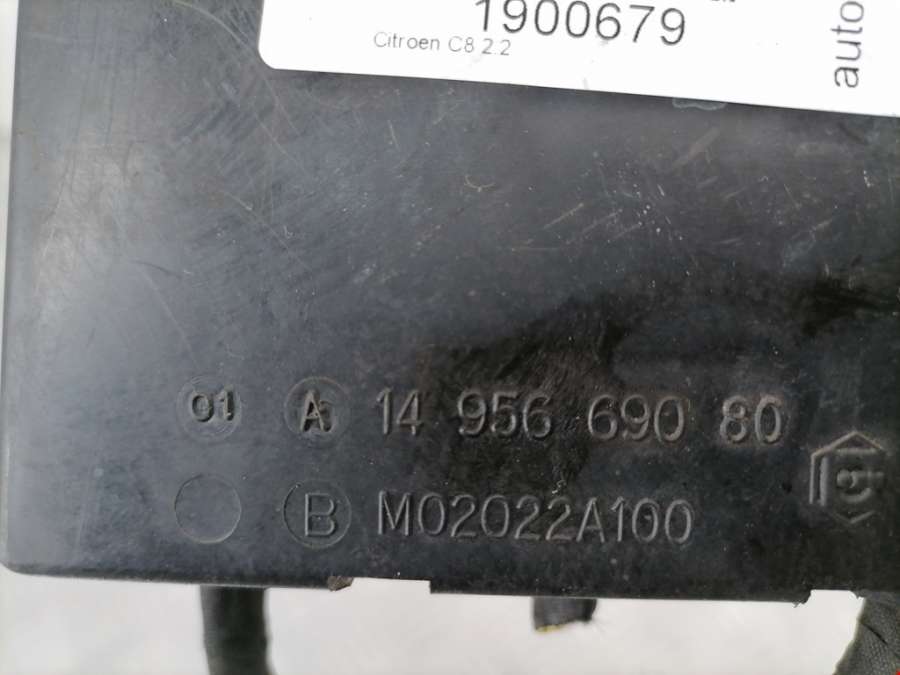 1900679
Citroen C8 2.2
auto
01 A 14 956 690 80
B M02022A100